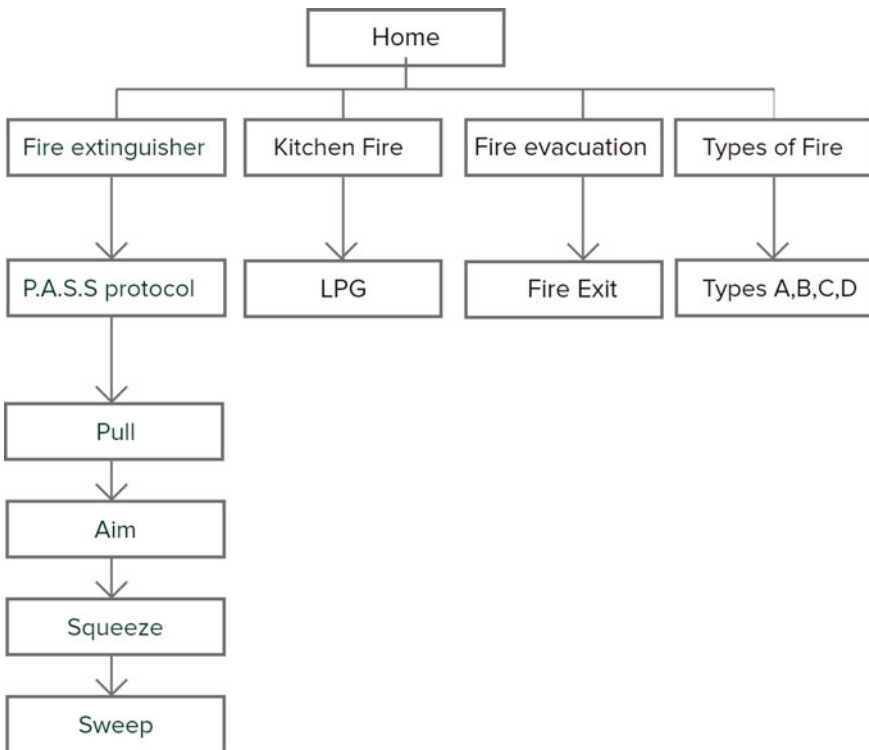 Home
Fire extinguisher
Kitchen Fire
Fire evacuation
Types of Fire
P.A.S.S protocol
LPG
Fire Exit
Types A,B,C,D
Pull
Aim
Squeeze
Sweep